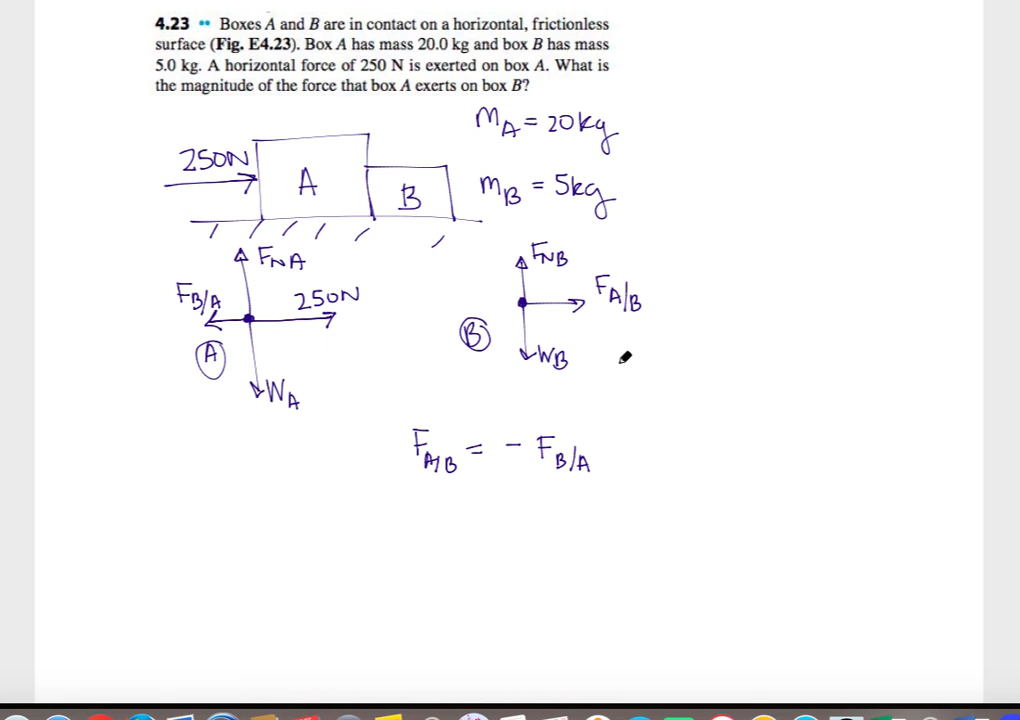 4.23 •• Boxes A and B are in contact on a horizontal, frictionless
surface (Fig. E4.23). Box A has mass 20.0 kg and box B has mass
5.0 kg. A horizontal force of 250 N is exerted on box A. What is
the magnitude of the force that box A exerts on box B?
mA = 20kg
250N
A
B
mB = 5kg
FNA
FB/A
250N
A
WA
FNB
FA/B
B
WB
FA/B = - FB/A